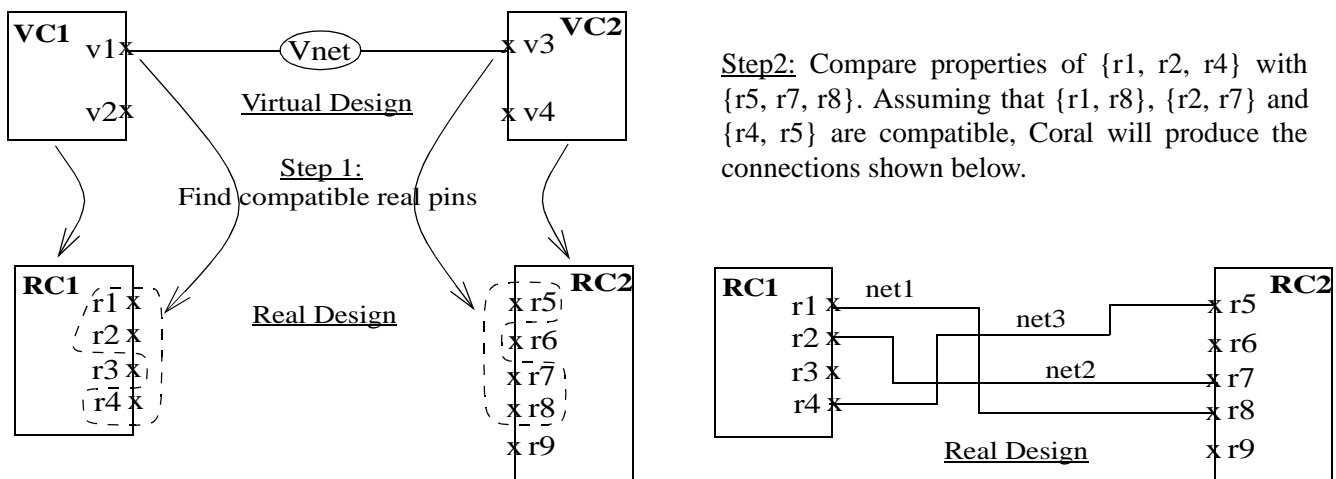 VC1
v1x
v2x
Vnet
VC2
x v3
x v4
Virtual Design
Step 1:
Find compatible real pins
RC1
r1 x
r2 x
r3 x
r4 x
Real Design
RC2
x r5
x r6
x r7
x r8
x r9
Step2: Compare properties of {r1, r2, r4} with
{r5, r7, r8}. Assuming that {r1, r8}, {r2, r7} and
{r4, r5} are compatible, Coral will produce the
connections shown below.
RC1
r1 x
r2 x
r3 x
r4 x
net1
net3
net2
RC2
x r5
x r6
x r7
x r8
x r9
Real Design